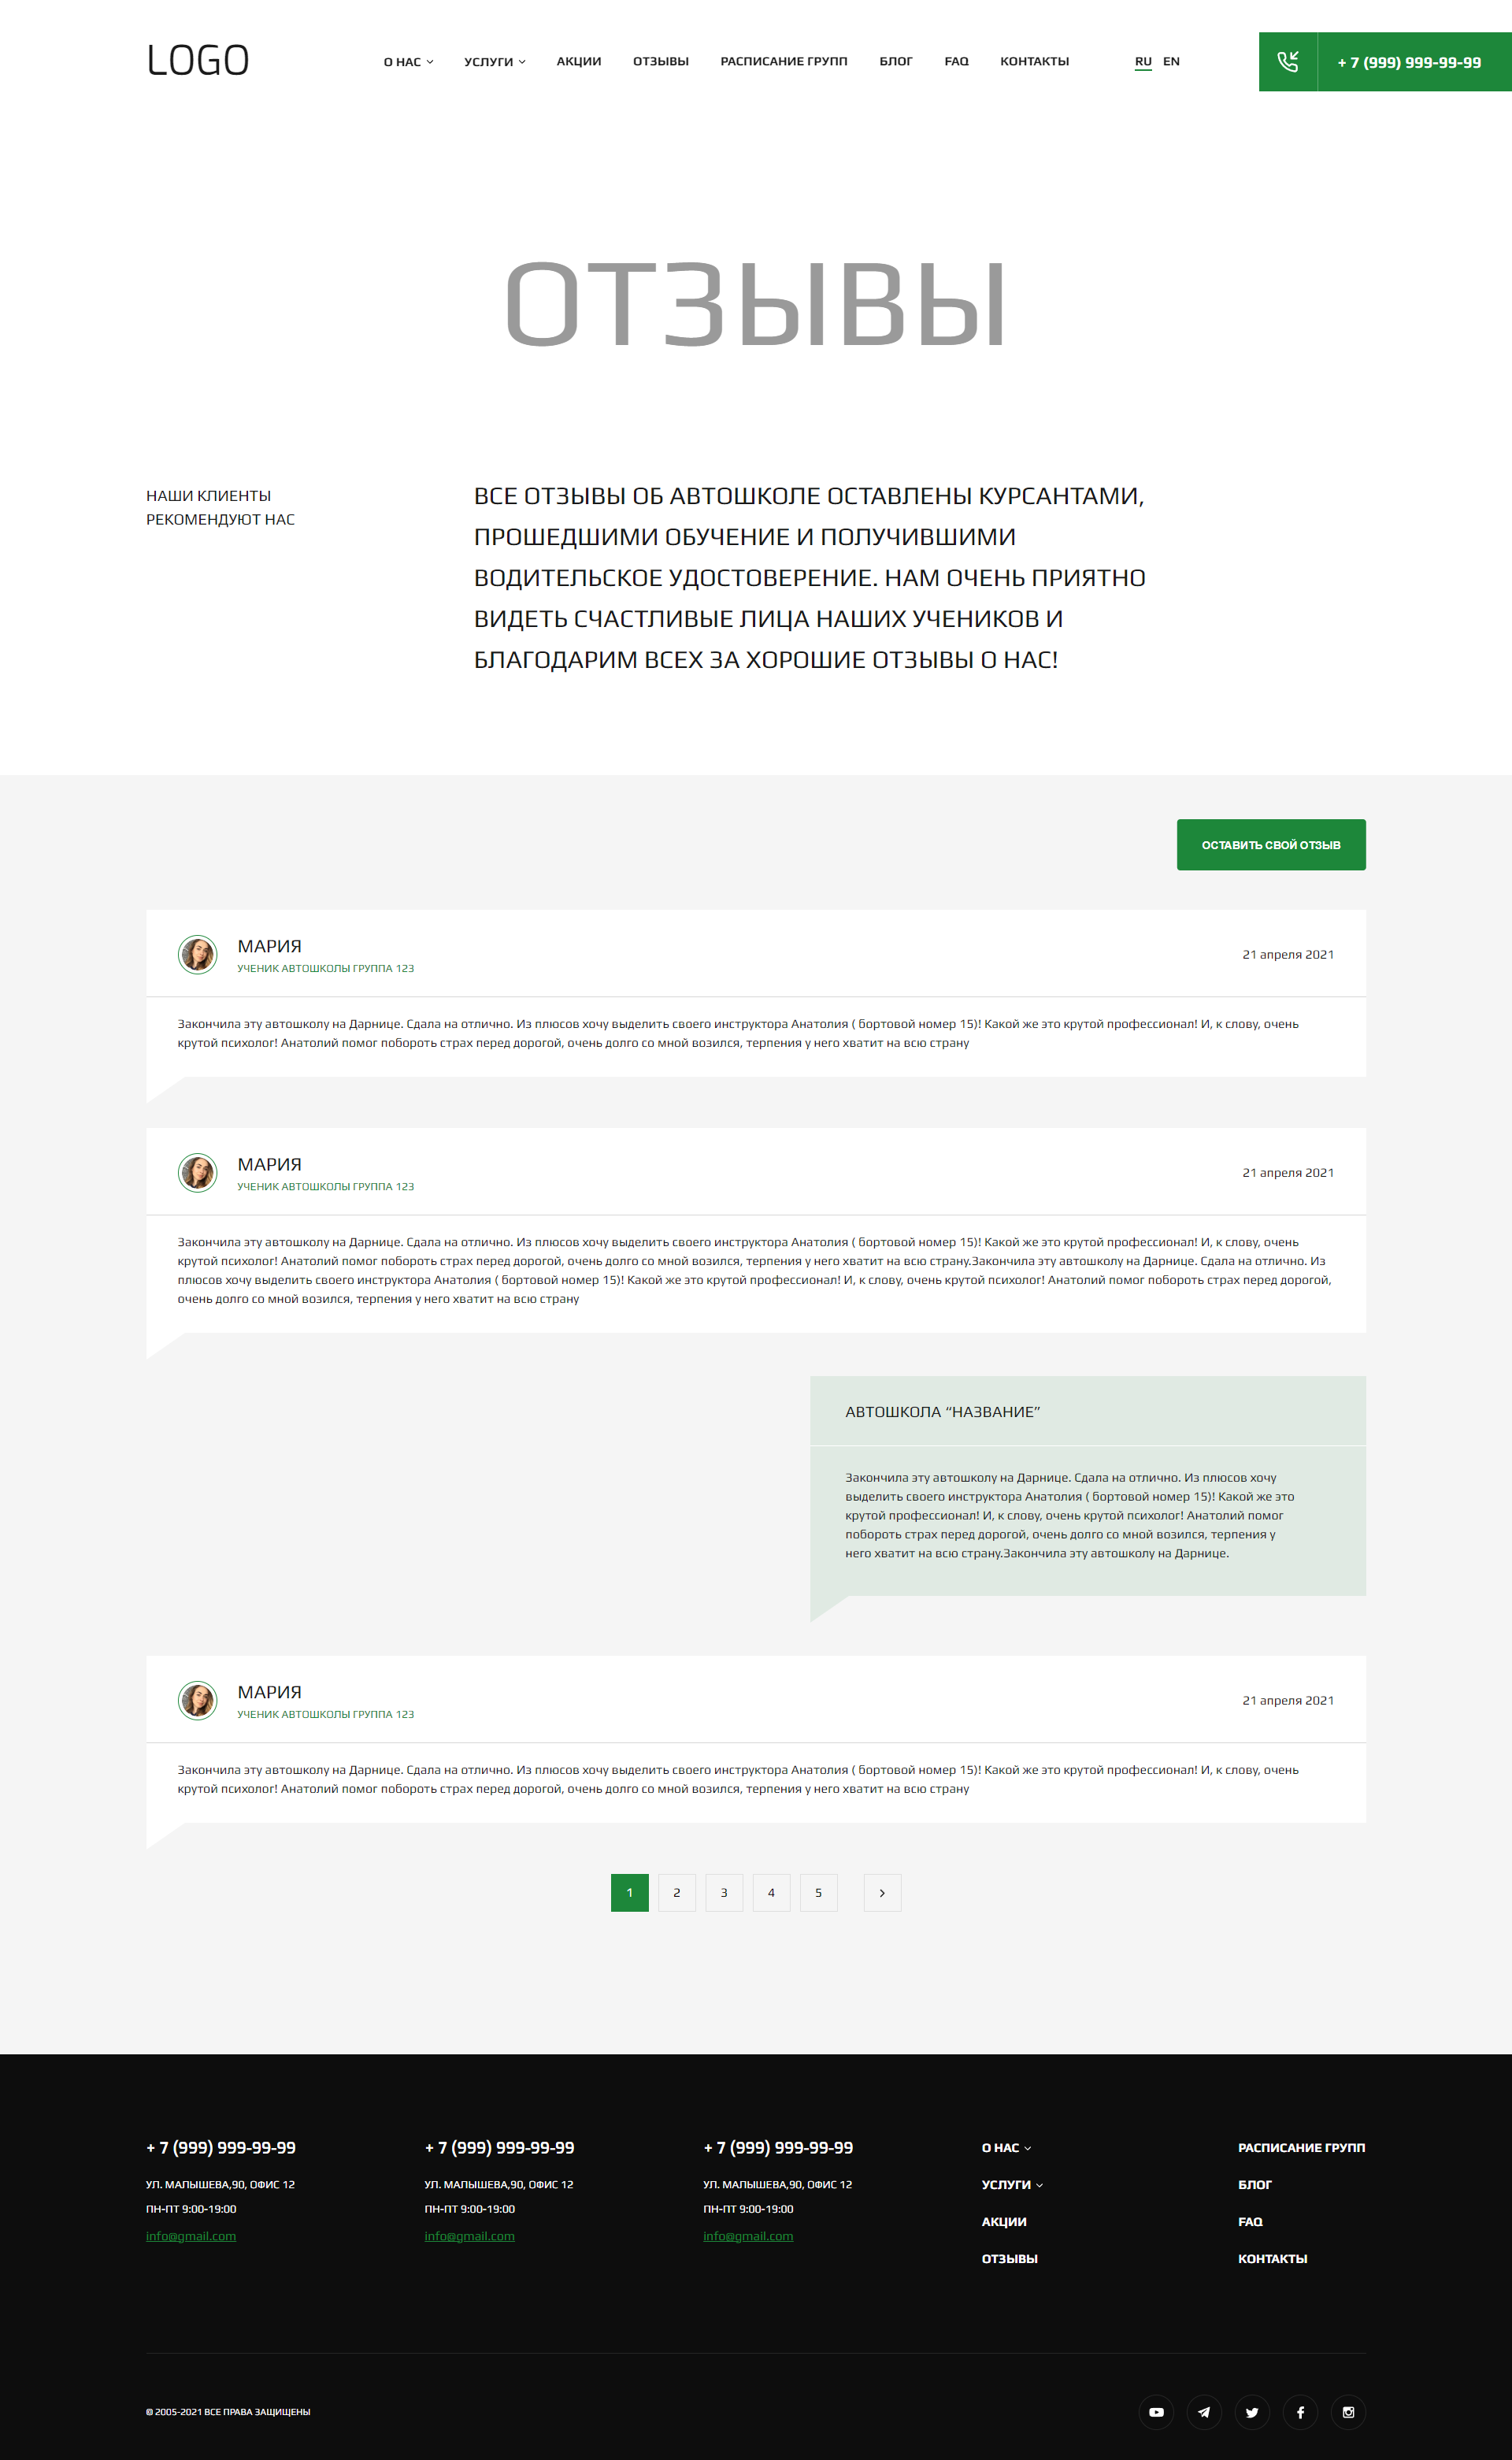 LOGO
О НАС
УСЛУГИ
АКЦИИ
ОТЗЫВЫ
РАСПИСАНИЕ ГРУПП
БЛОГ
FAQ
КОНТАКТЫ
RU EN
+ 7 (999) 999-99-99
ОТЗЫВЫ
НАШИ КЛИЕНТЫ
РЕКОМЕНДУЮТ НАС
ВСЕ ОТЗЫВЫ ОБ АВТОШКОЛЕ ОСТАВЛЕНЫ КУРСАНТАМИ,
ПРОШЕДШИМИ ОБУЧЕНИЕ И ПОЛУЧИВШИМИ
ВОДИТЕЛЬСКОЕ УДОСТОВЕРЕНИЕ. НАМ ОЧЕНЬ ПРИЯТНО
ВИДЕТЬ СЧАСТЛИВЫЕ ЛИЦА НАШИХ УЧЕНИКОВ И
БЛАГОДАРИМ ВСЕХ ЗА ХОРОШИЕ ОТЗЫВЫ О НАС!
ОСТАВИТЬ СВОЙ ОТЗЫВ
МАРИЯ
УЧЕНИК АВТОШКОЛЫ ГРУППА 123
21 апреля 2021
Закончила эту автошколу на Дарнице. Сдала на отлично. Из плюсов хочу выделить своего инструктора Анатолия ( бортовой номер 15)! Какой же это крутой профессионал! И, к слову, очень
крутой психолог! Анатолий помог побороть страх перед дорогой, очень долго со мной возился, терпения у него хватит на всю страну
МАРИЯ
УЧЕНИК АВТОШКОЛЫ ГРУППА 123
21 апреля 2021
Закончила эту автошколу на Дарнице. Сдала на отлично. Из плюсов хочу выделить своего инструктора Анатолия ( бортовой номер 15)! Какой же это крутой профессионал! И, к слову, очень
крутой психолог! Анатолий помог побороть страх перед дорогой, очень долго со мной возился, терпения у него хватит на всю страну.Закончила эту автошколу на Дарнице. Сдала на отлично. Из
плюсов хочу выделить своего инструктора Анатолия ( бортовой номер 15)! Какой же это крутой профессионал! И, к слову, очень крутой психолог! Анатолий помог побороть страх перед дорогой,
очень долго со мной возился, терпения у него хватит на всю страну
АВТОШКОЛА “НАЗВАНИЕ”
Закончила эту автошколу на Дарнице. Сдала на отлично. Из плюсов хочу
выделить своего инструктора Анатолия ( бортовой номер 15)! Какой же это
крутой профессионал! И, к слову, очень крутой психолог! Анатолий помог
побороть страх перед дорогой, очень долго со мной возился, терпения у
него хватит на всю страну.Закончила эту автошколу на Дарнице.
МАРИЯ
УЧЕНИК АВТОШКОЛЫ ГРУППА 123
21 апреля 2021
Закончила эту автошколу на Дарнице. Сдала на отлично. Из плюсов хочу выделить своего инструктора Анатолия ( бортовой номер 15)! Какой же это крутой профессионал! И, к слову, очень
крутой психолог! Анатолий помог побороть страх перед дорогой, очень долго со мной возился, терпения у него хватит на всю страну
1 2 3 4 5
+ 7 (999) 999-99-99
УЛ. МАЛЫШЕВА,90, ОФИС 12
ПН-ПТ 9:00-19:00
info@gmail.com
+ 7 (999) 999-99-99
УЛ. МАЛЫШЕВА,90, ОФИС 12
ПН-ПТ 9:00-19:00
info@gmail.com
+ 7 (999) 999-99-99
УЛ. МАЛЫШЕВА,90, ОФИС 12
ПН-ПТ 9:00-19:00
info@gmail.com
О НАС
УСЛУГИ
АКЦИИ
ОТЗЫВЫ
РАСПИСАНИЕ ГРУПП
БЛОГ
FAQ
КОНТАКТЫ
© 2005-2021 ВСЕ ПРАВА ЗАЩИЩЕНЫ